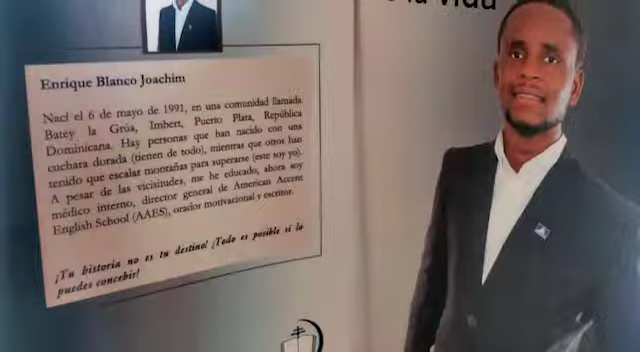 la vida
Enrique Blanco Joachim
Nací el 6 de mayo de 1991, en una comunidad llamada
Batey la Grúa, Imbert, Puerto Plata, República
Dominicana. Hay personas que han nacido con una
cuchara dorada (tienen de todo), mientras que otros han
tenido que escalar montañas para superarse (este soy yo).
A pesar de las vicisitudes, me he educado, ahora soy
médico interno, director general de American Accent
English School (AAES), orador motivacional y escritor.
¡Tu historia no es tu destino! ¡Todo es posible si lo
puedes concebir!